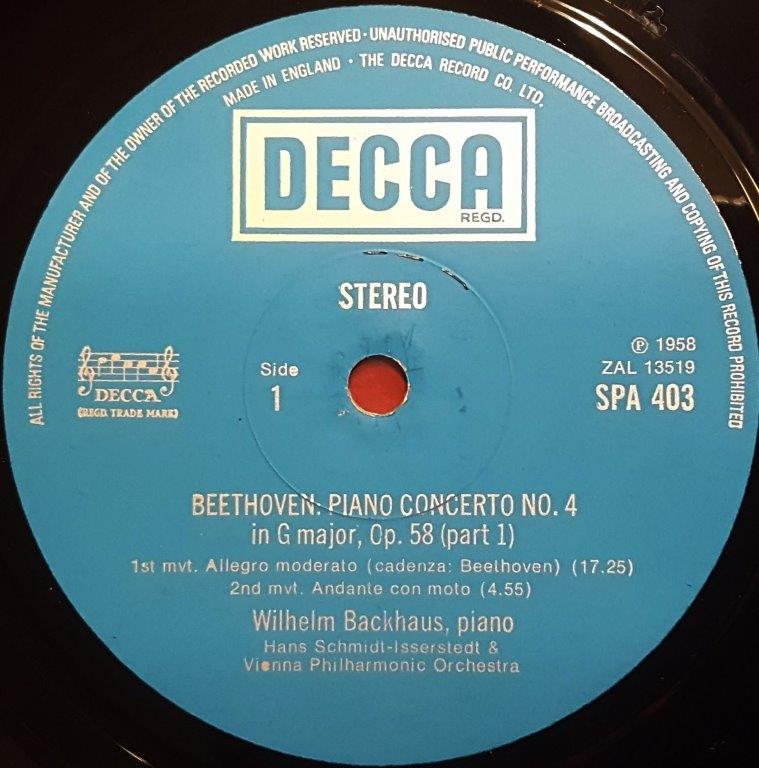 ALL RIGHTS OF THE MANUFACTURER AND OF THE OWNER OF THE RECORDED WORK RESERVED · UNAUTHORISED PUBLIC PERFORMANCE BROADCASTING AND COPYING OF THIS RECORD PROHIBITED
MADE IN ENGLAND · THE DECCA RECORD CO. LTD.
DECCA
REGD.
STEREO
DECCA
(REGD. TRADE MARK)
Side
1
℗ 1958
ZAL 13519
SPA 403
BEETHOVEN: PIANO CONCERTO NO. 4
in G major, Op. 58 (part 1)
1st mvt. Allegro moderato (cadenza: Beethoven) (17.25)
2nd mvt. Andante con moto (4.55)
Wilhelm Backhaus, piano
Hans Schmidt-Isserstedt &
Vienna Philharmonic Orchestra